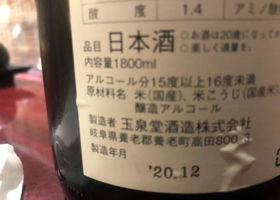 酸度 1.4 アミノ酸
品目 日本酒
○お酒は20歳になってか
○楽しく適量を。
内容量1800ml
アルコール分15度以上16度未満
原材料名 米(国産)、米こうじ(国産米)
醸造アルコール
製造者 玉泉堂酒造株式会社
岐阜県養老郡養老町高田800-3
製造年月
'20.12